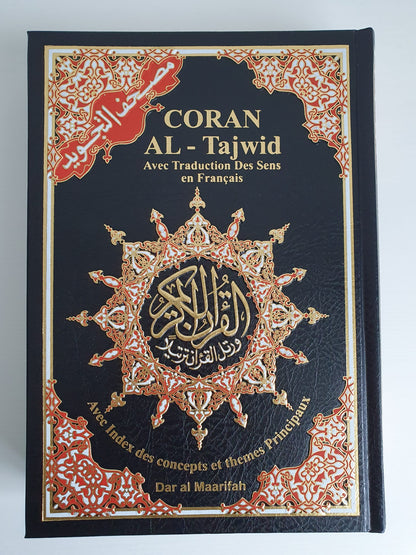 مصحف التجويد
CORAN
AL - Tajwid
Avec Traduction Des Sens
en Français
القرآن الكريم
ورتل القرآن ترتيلا
Avec Index des concepts et themes Principaux
Dar al Maarifah